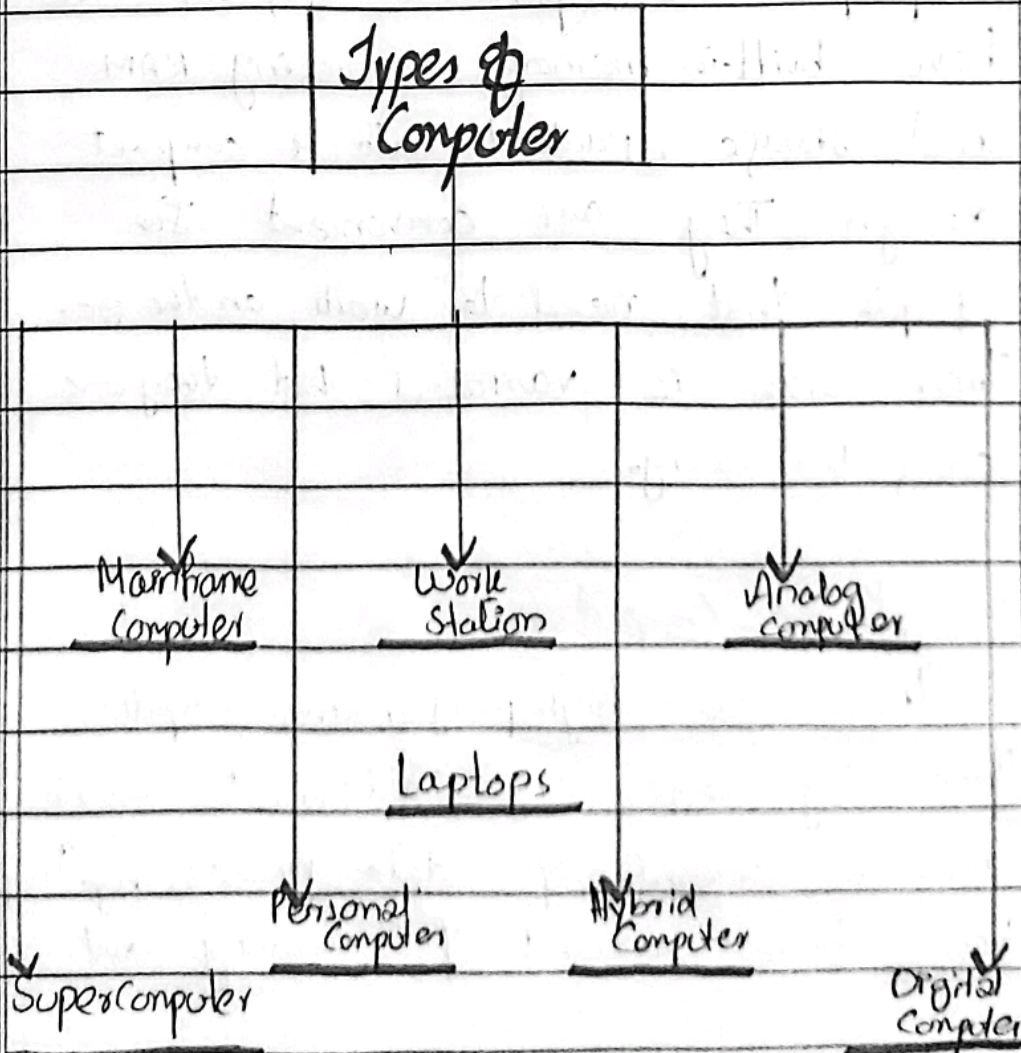 Types of
Computer
Mainframe
Computer
Work
Station
Analog
Computer
Laptops
Personal
Computer
Hybrid
Computer
SuperComputer
Digital
Computer